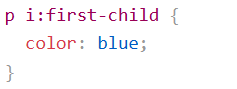 p i:first-child {
  color: blue;
}